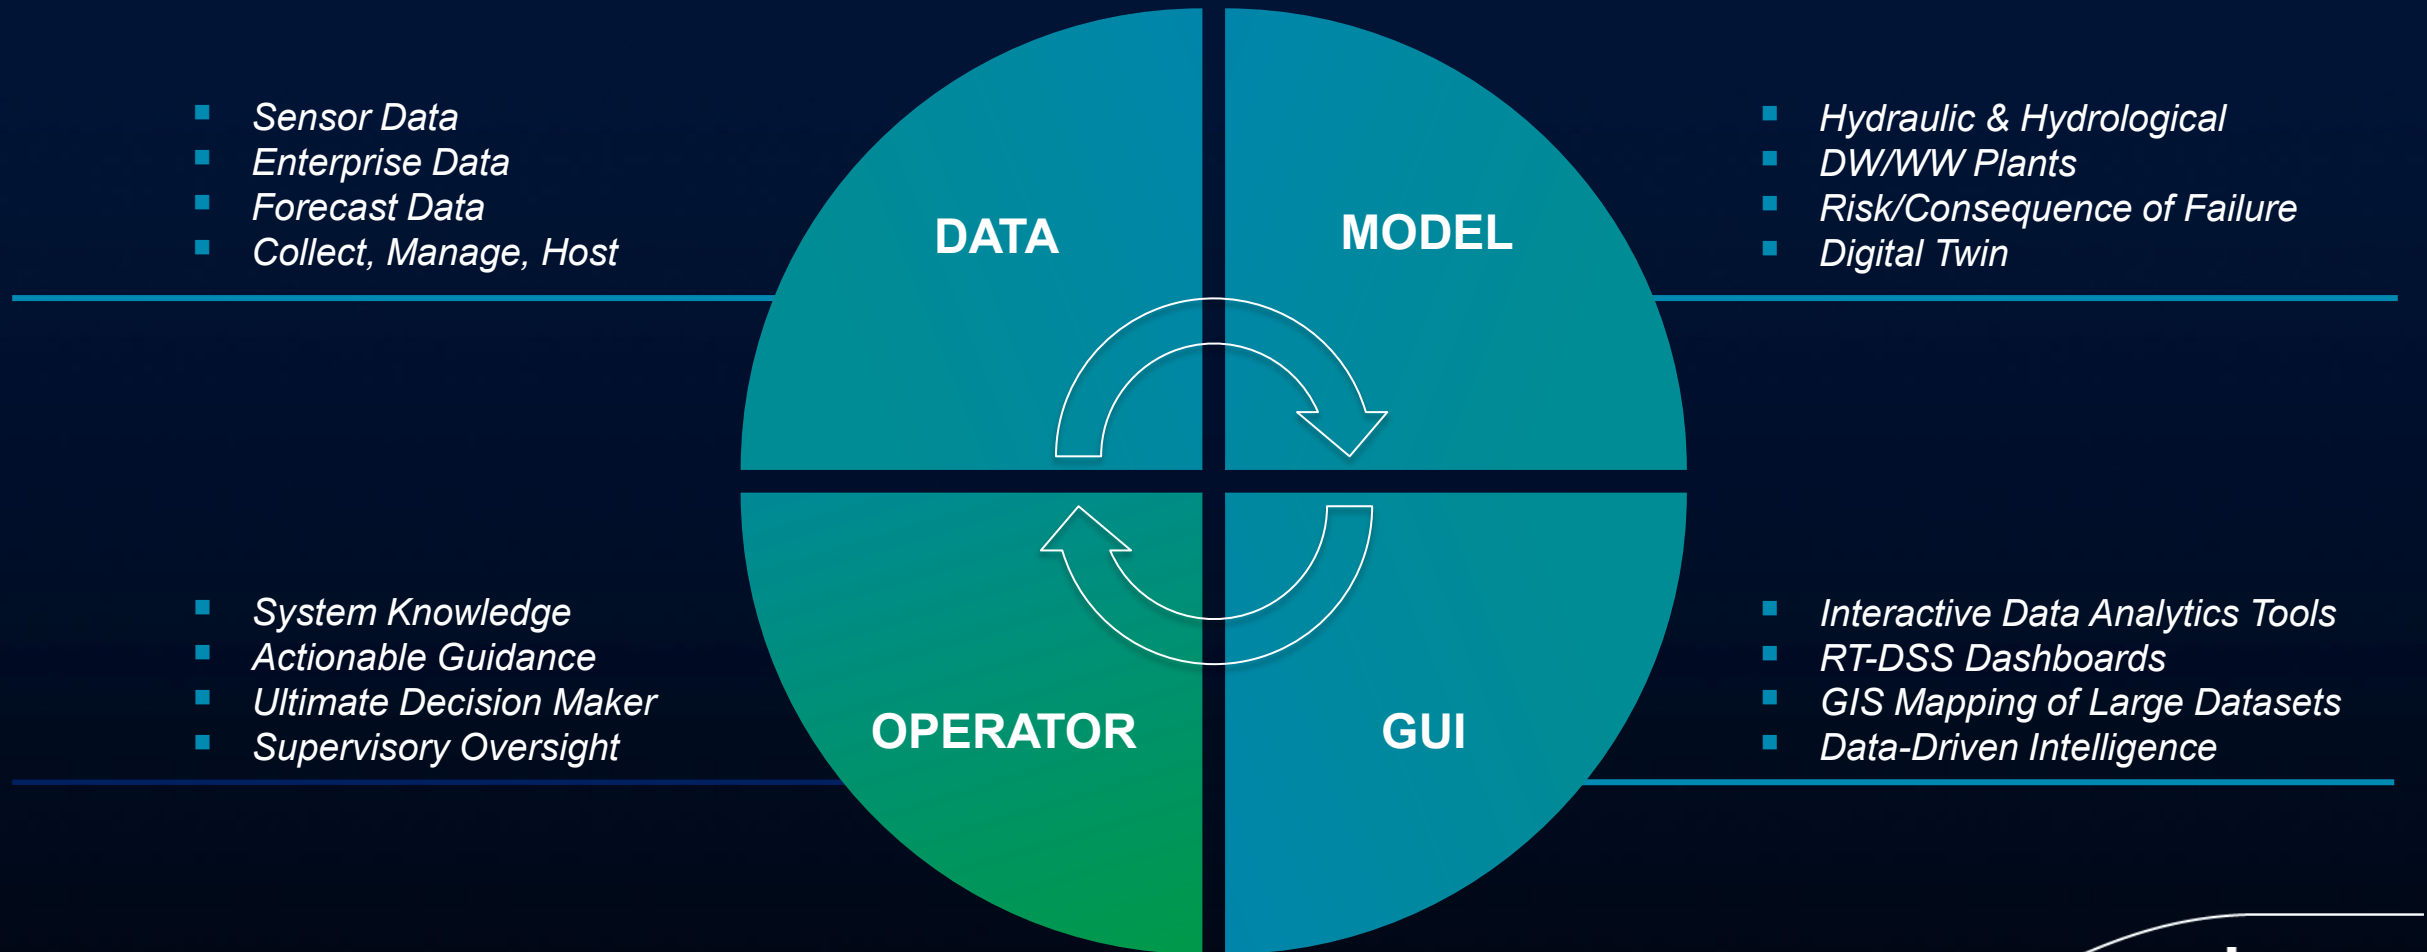 Sensor Data
Enterprise Data
Forecast Data
Collect, Manage, Host
DATA
MODEL
Hydraulic & Hydrological
DW/WW Plants
Risk/Consequence of Failure
Digital Twin
System Knowledge
Actionable Guidance
Ultimate Decision Maker
Supervisory Oversight
OPERATOR
GUI
Interactive Data Analytics Tools
RT-DSS Dashboards
GIS Mapping of Large Datasets
Data-Driven Intelligence